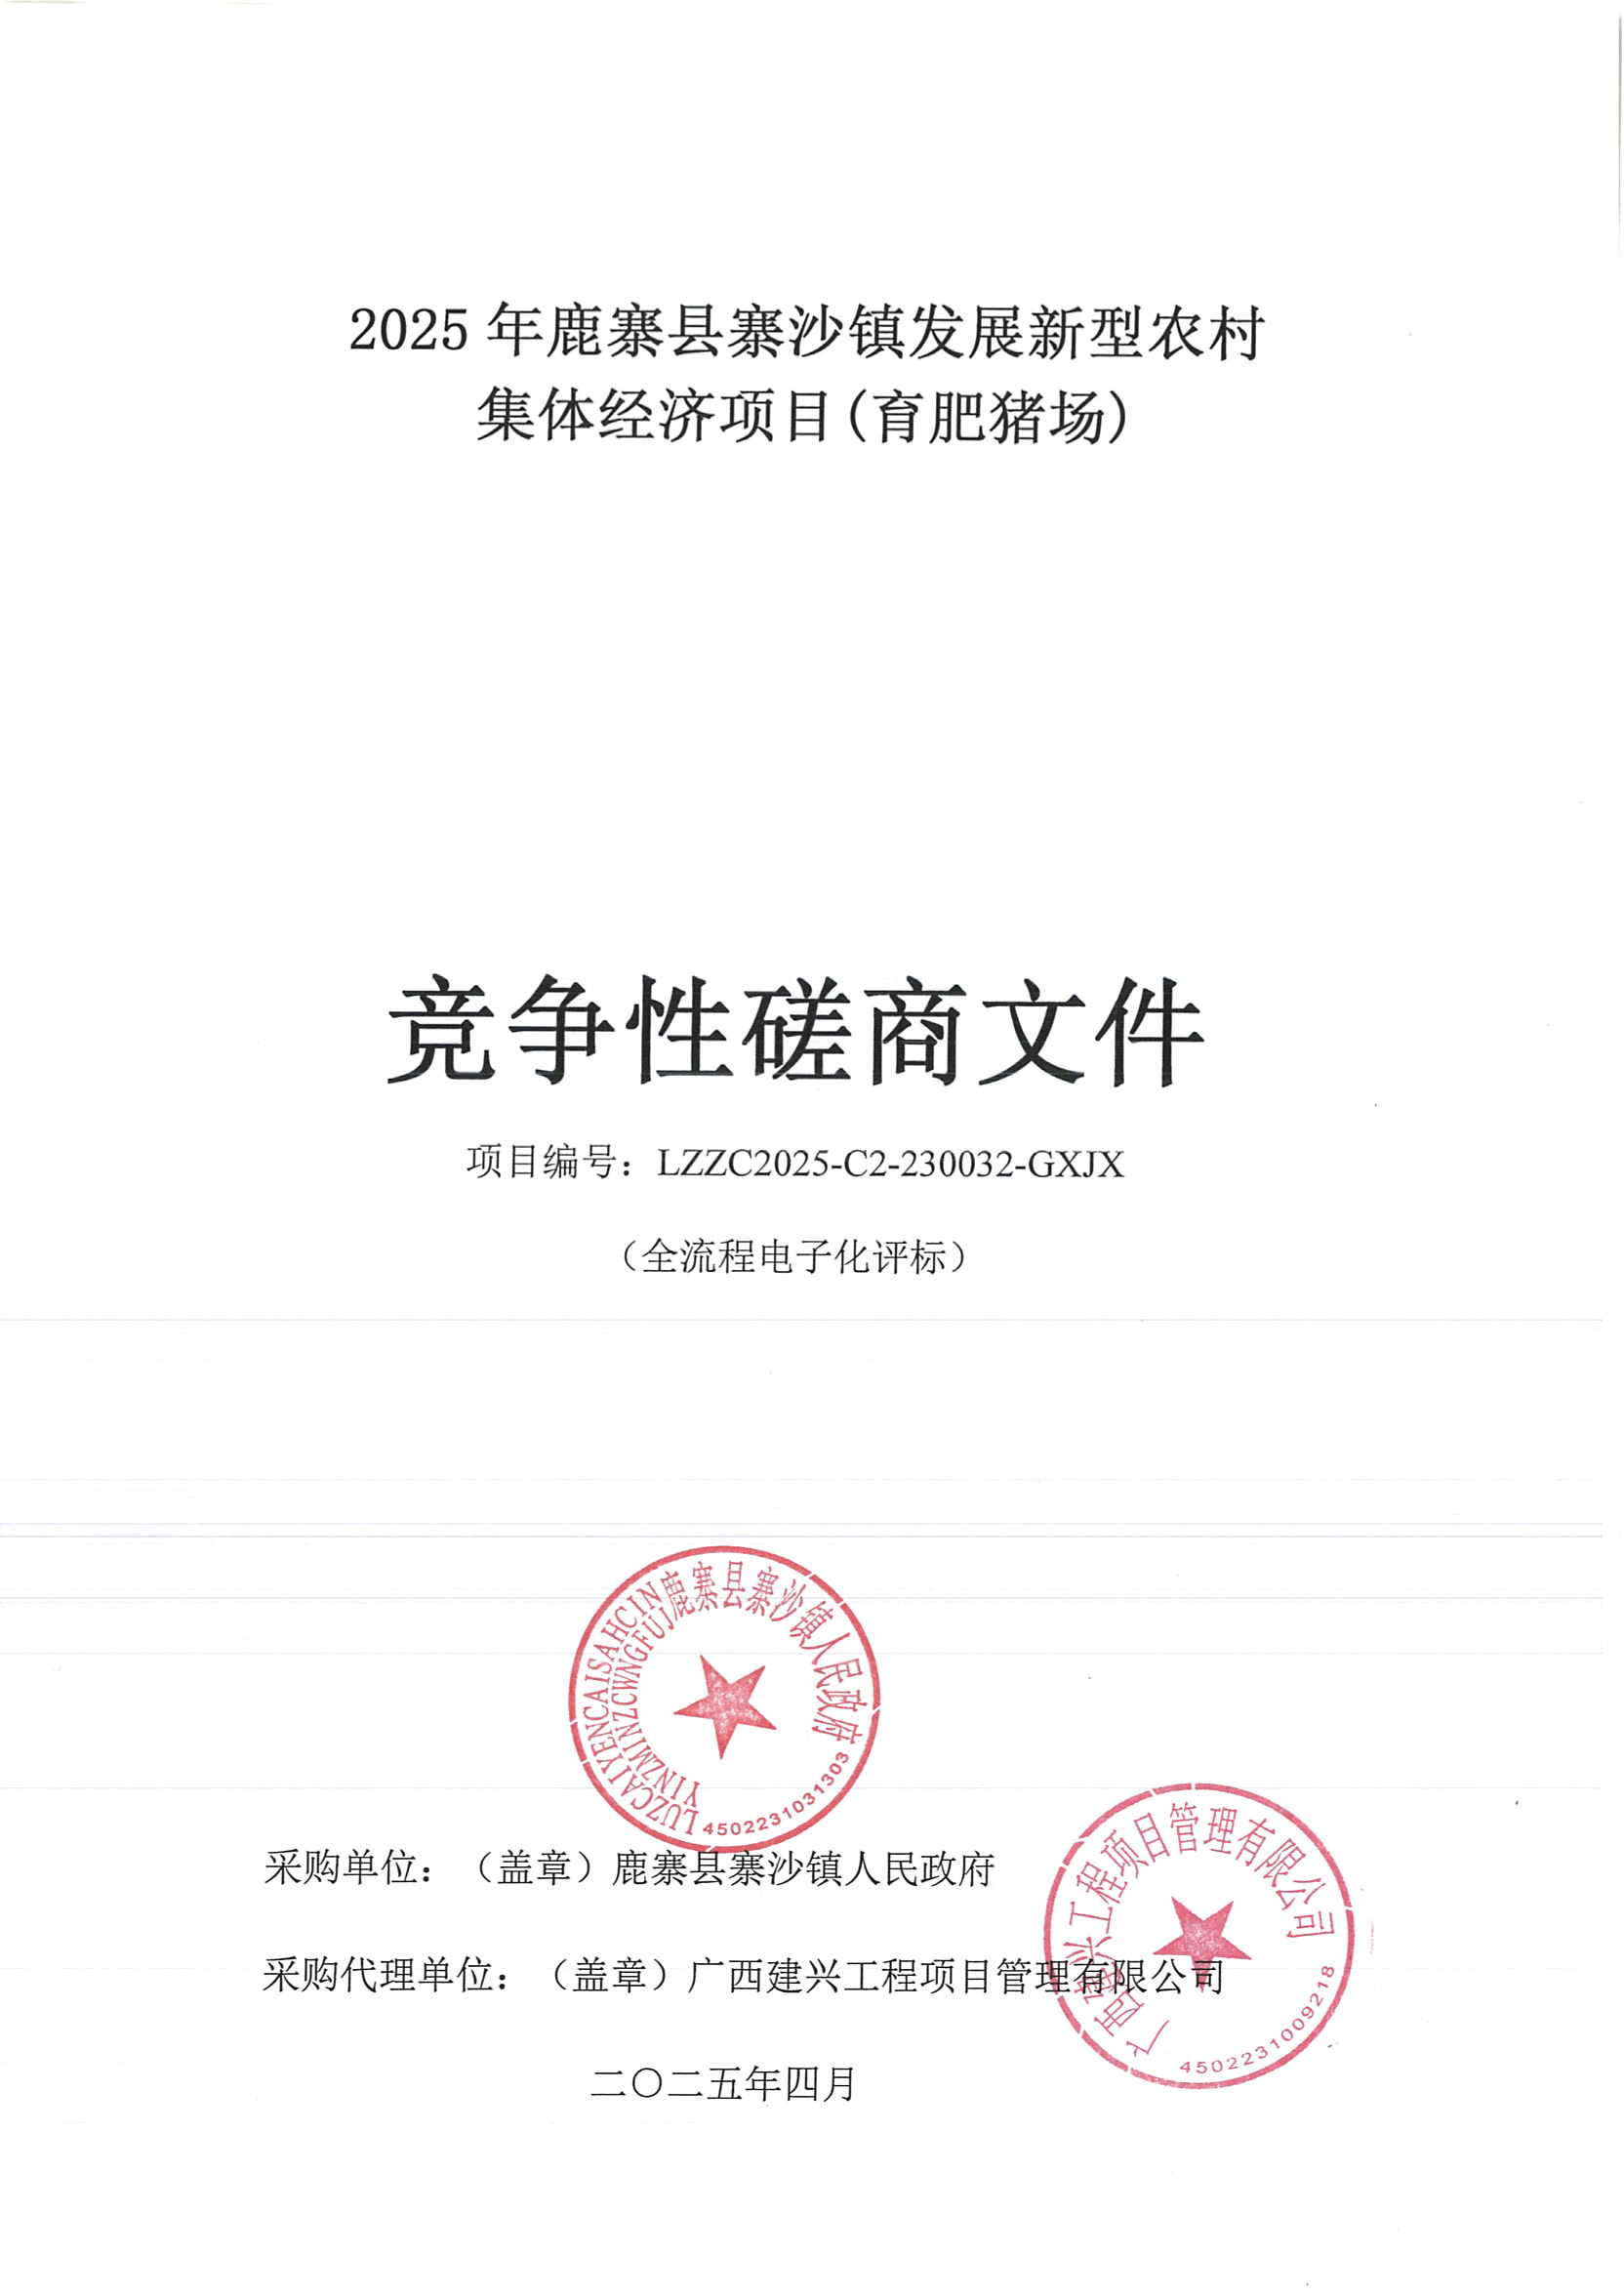 2025 年鹿寨县寨沙镇发展新型农村
集体经济项目(育肥猪场)
竞争性磋商文件
项目编号：LZZC2025-C2-230032-GXJX
（全流程电子化评标）
鹿寨县寨沙镇人民政府
4502231031303
采购单位：（盖章）鹿寨县寨沙镇人民政府
广西建兴工程项目管理有限公司
4502231009218
采购代理单位：（盖章）广西建兴工程项目管理有限公司
二〇二五年四月